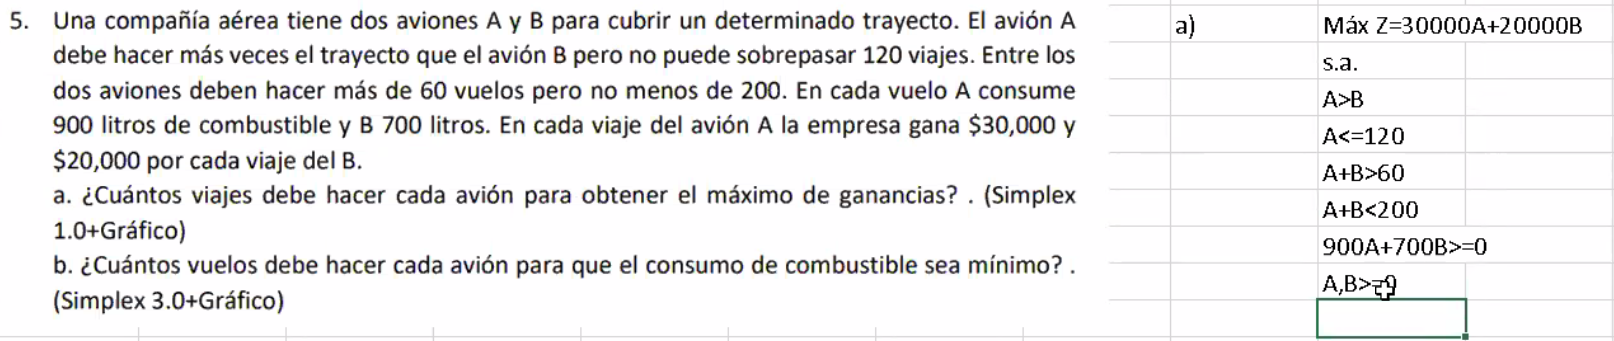 5. Una compañía aérea tiene dos aviones A y B para cubrir un determinado trayecto. El avión A
debe hacer más veces el trayecto que el avión B pero no puede sobrepasar 120 viajes. Entre los
dos aviones deben hacer más de 60 vuelos pero no menos de 200. En cada vuelo A consume
900 litros de combustible y B 700 litros. En cada viaje del avión A la empresa gana $30,000 y
$20,000 por cada viaje del B.
a. ¿Cuántos viajes debe hacer cada avión para obtener el máximo de ganancias? . (Simplex
1.0+Gráfico)
b. ¿Cuántos vuelos debe hacer cada avión para que el consumo de combustible sea mínimo? .
(Simplex 3.0+Gráfico)
a) Máx Z=30000A+20000B
s.a.
A>B
A<=120
A+B>60
A+B<200
900A+700B>=0
A,B>=0